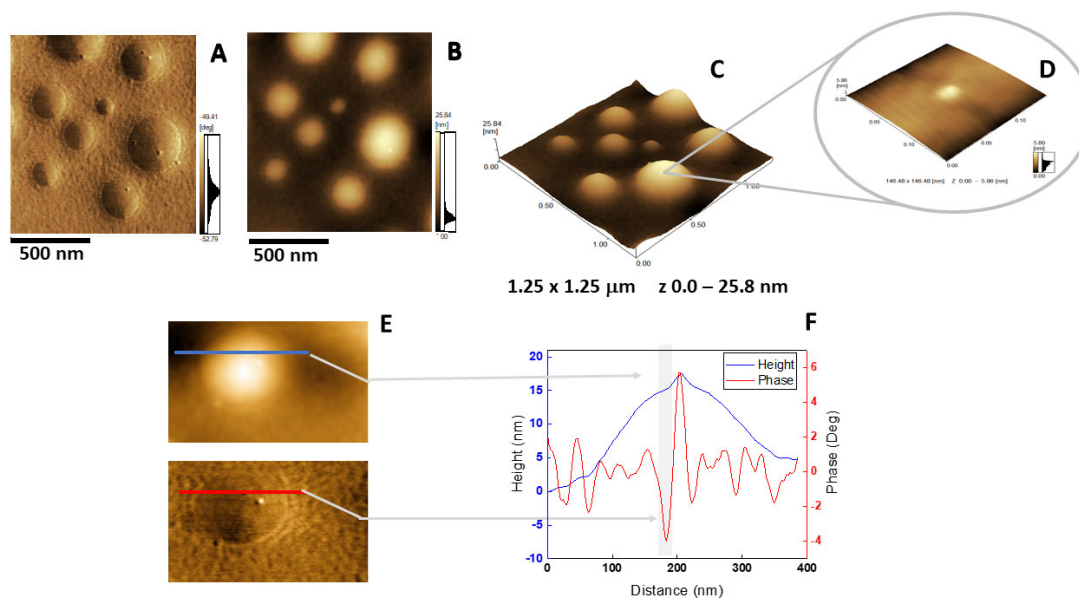 A
-49.41
[deg]
-52.79
500 nm
B
25.84
[nm]
500 nm
C
25.84
[nm]
0.00
0.50
1.00
0.00
0.50
1.00
1.25 x 1.25 μm z 0.0 – 25.8 nm
D
5.86
[nm]
0.00
0.05
0.10
0.00
0.05
0.10
5.86
[nm]
0.00
146.48 x 146.48 [nm] Z 0.00 - 5.86 [nm]
E
F
Height
Phase
20
15
10
5
0
-5
-10
Height (nm)
6
4
2
0
-2
-4
Phase (Deg)
0
100
200
300
400
Distance (nm)